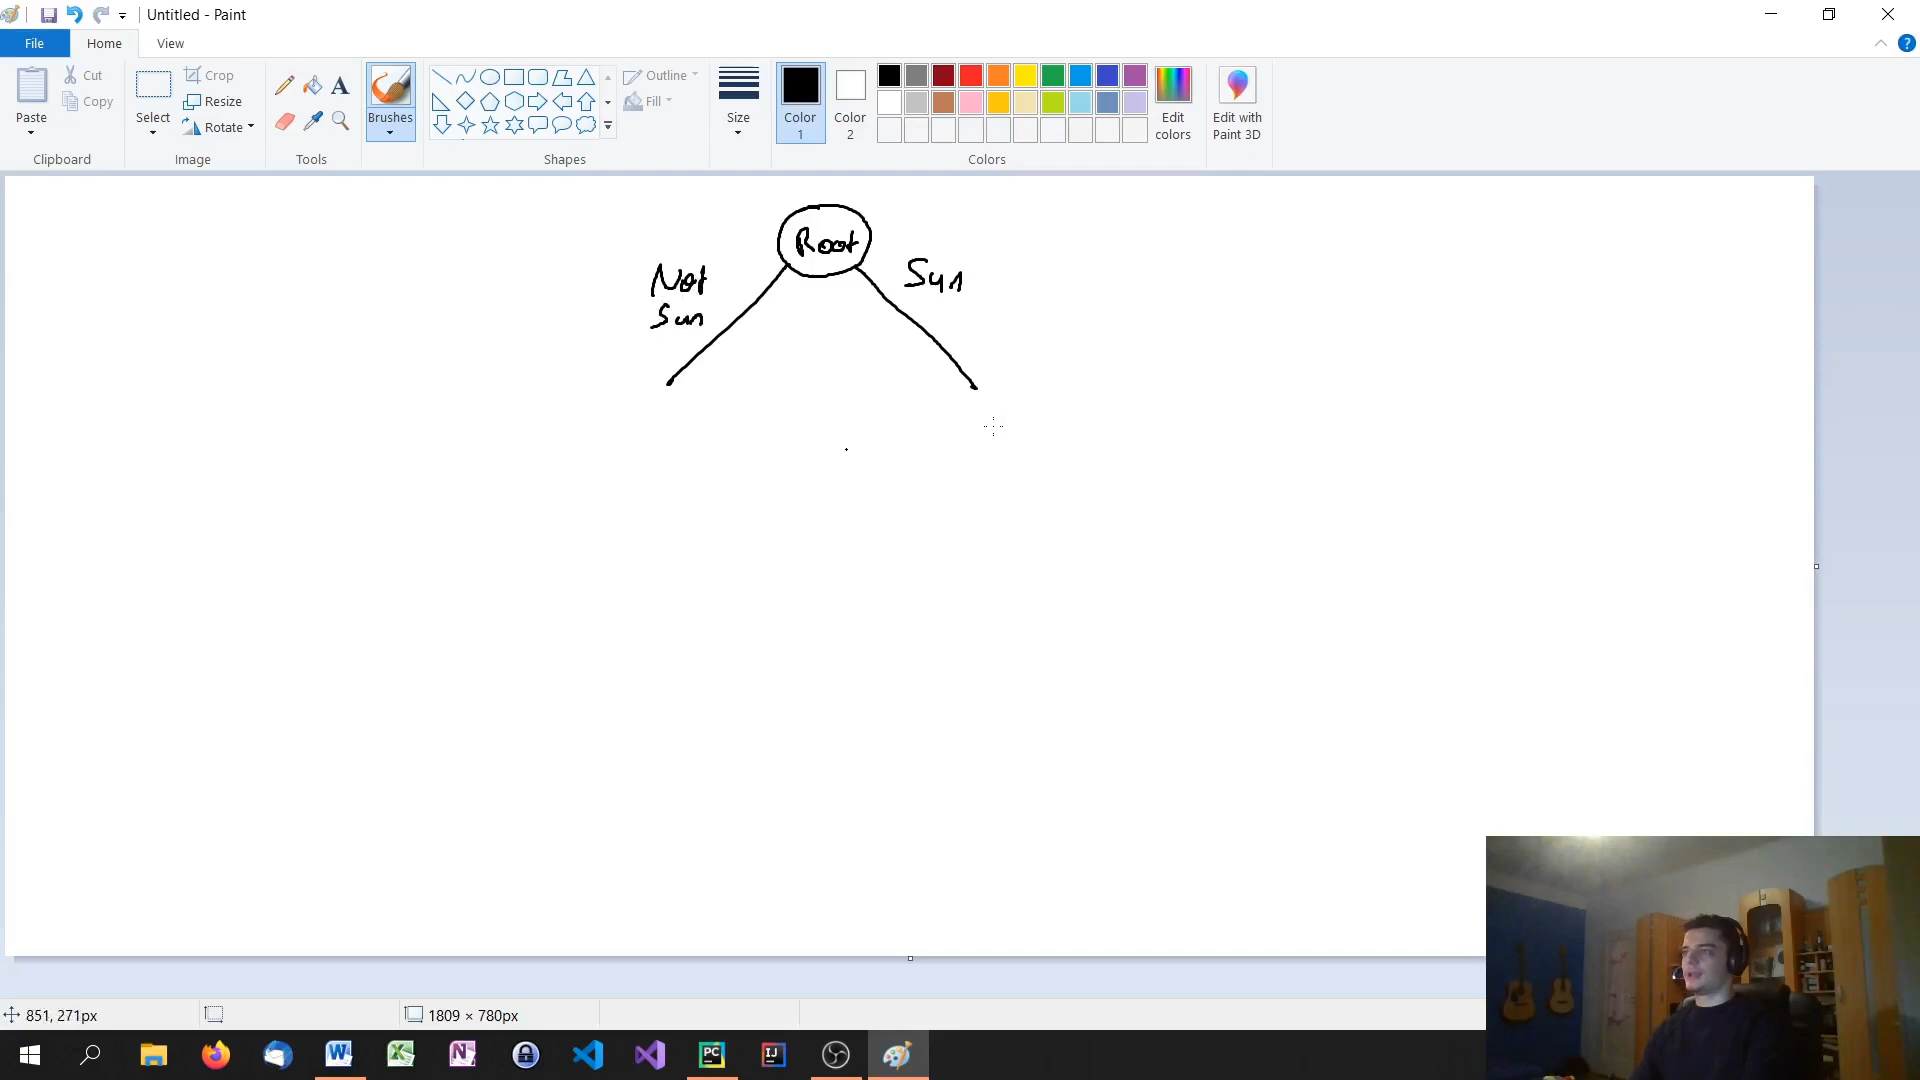 Untitled - Paint
File
Home
View
Paste
Cut
Copy
Clipboard
Select
Crop
Resize
Rotate
Image
Tools
Brushes
Outline
Fill
Shapes
Size
Color 1
Color 2
Colors
Edit colors
Edit with Paint 3D
Root
Not
Sun
Sun
851, 271px
1809 × 780px